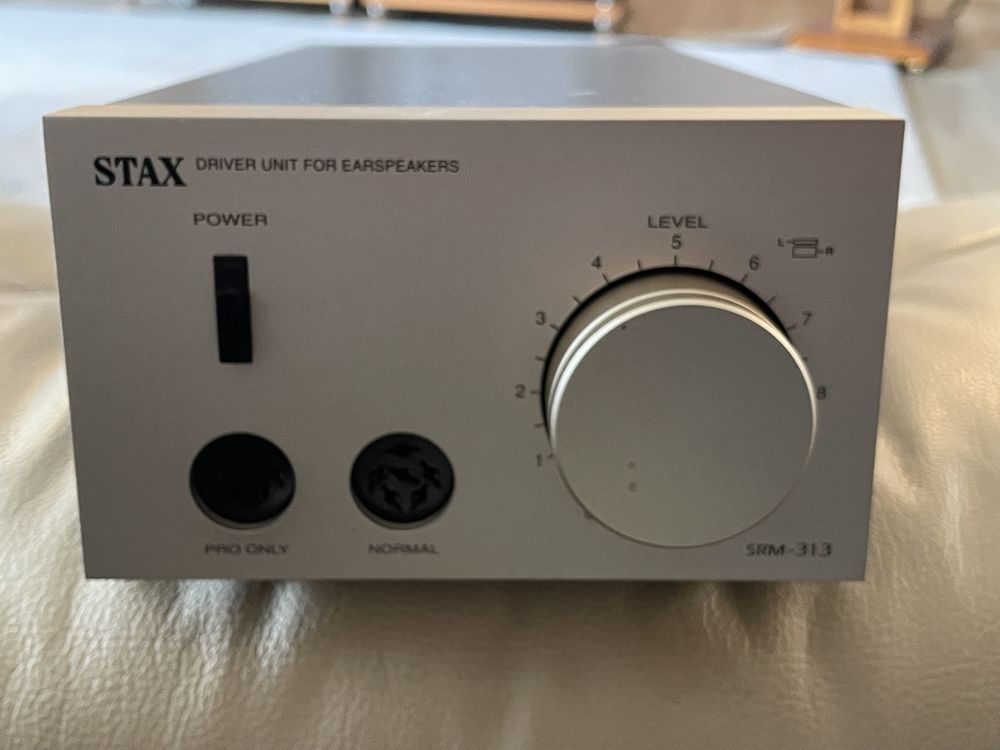 STAX DRIVER UNIT FOR EARSPEAKERS
POWER
LEVEL
5
4
6
L R
3
7
2
8
1
PRO ONLY
NORMAL
SRM-313